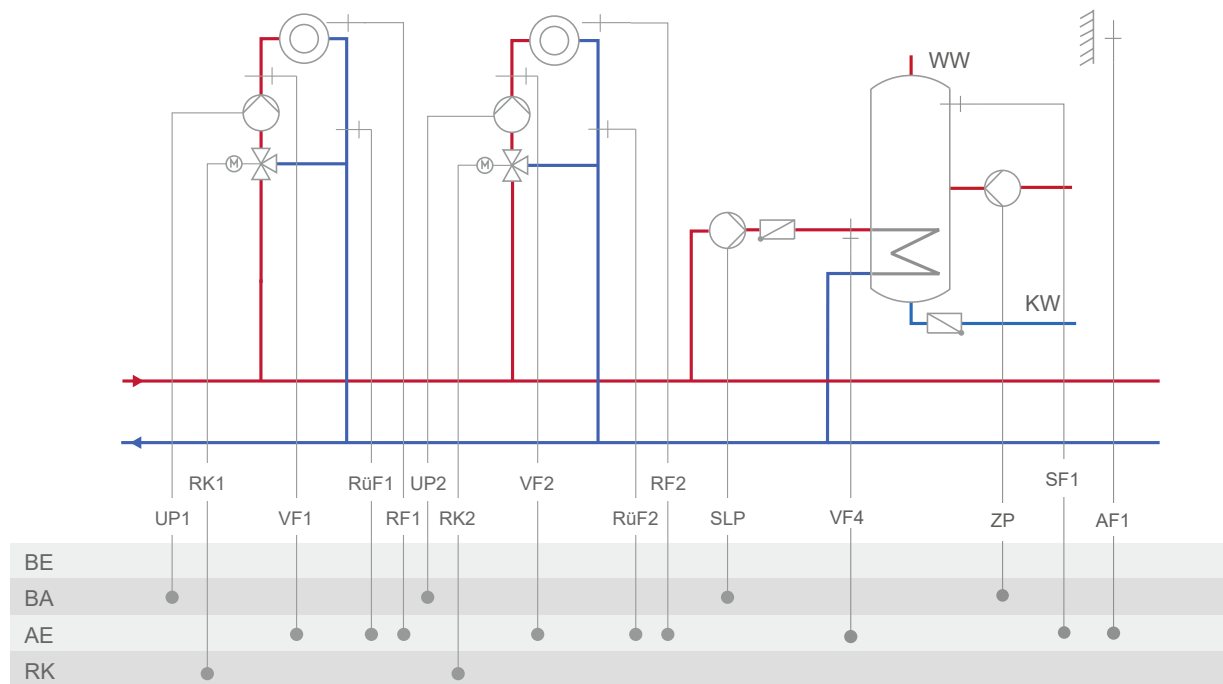 WW
M
M
KW
RK1 RüF1 UP2 VF2 RF2 SF1
UP1 VF1 RF1 RK2 RüF2 SLP VF4 ZP AF1
BE
BA
AE
RK